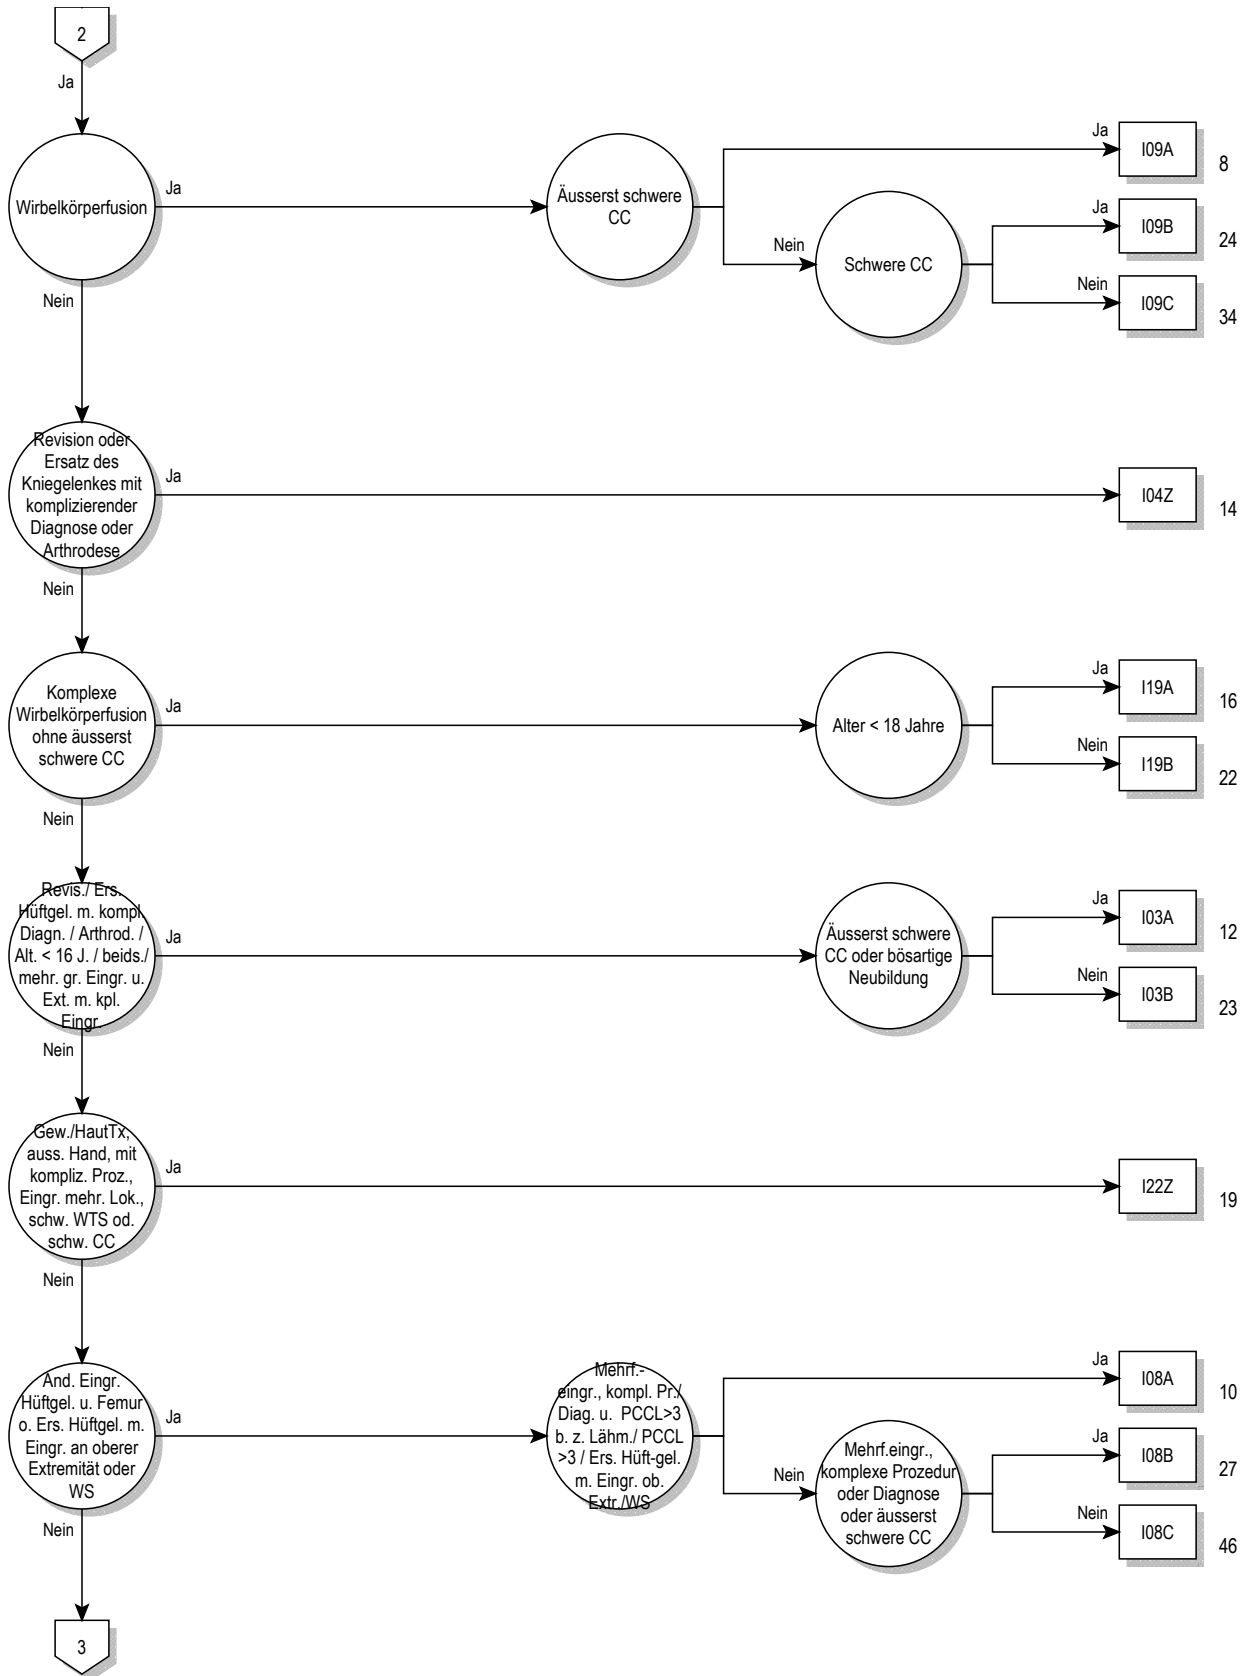 2
Ja
Wirbelkörperfusion
Ja
Äusserst schwere
CC
Ja
I09A
8
Nein
Schwere CC
Ja
I09B
24
Nein
I09C
34
Nein
Revision oder
Ersatz des
Kniegelenkes mit
komplizierender
Diagnose oder
Arthrodese
Ja
I04Z
14
Nein
Komplexe
Wirbelkörperfusion
ohne äusserst
schwere CC
Ja
Alter < 18 Jahre
Ja
I19A
16
Nein
I19B
22
Nein
Revis./ Ers.
Hüftgel. m. kompl.
Diagn. / Arthrod. /
Alt. < 16 J. / beids./
mehr. gr. Eingr. u.
Ext. m. kpl.
Eingr.
Ja
Äusserst schwere
CC oder bösartige
Neubildung
Ja
I03A
12
Nein
I03B
23
Nein
Gew./HautTx,
auss. Hand, mit
kompliz. Proz.,
Eingr. mehr. Lok.,
schw. WTS od.
schw. CC
Ja
I22Z
19
Nein
And. Eingr.
Hüftgel. u. Femur
o. Ers. Hüftgel. m.
Eingr. an oberer
Extremität oder
WS
Ja
Mehrf.-
eingr., kompl. Pr./
Diag. u. PCCL>3
b. z. Lähm./ PCCL
>3 / Ers. Hüft-gel.
m. Eingr. ob.
Extr./WS
Ja
I08A
10
Nein
Mehrf.eingr.,
komplexe Prozedur
oder Diagnose
oder äusserst
schwere CC
Ja
I08B
27
Nein
I08C
46
Nein
3